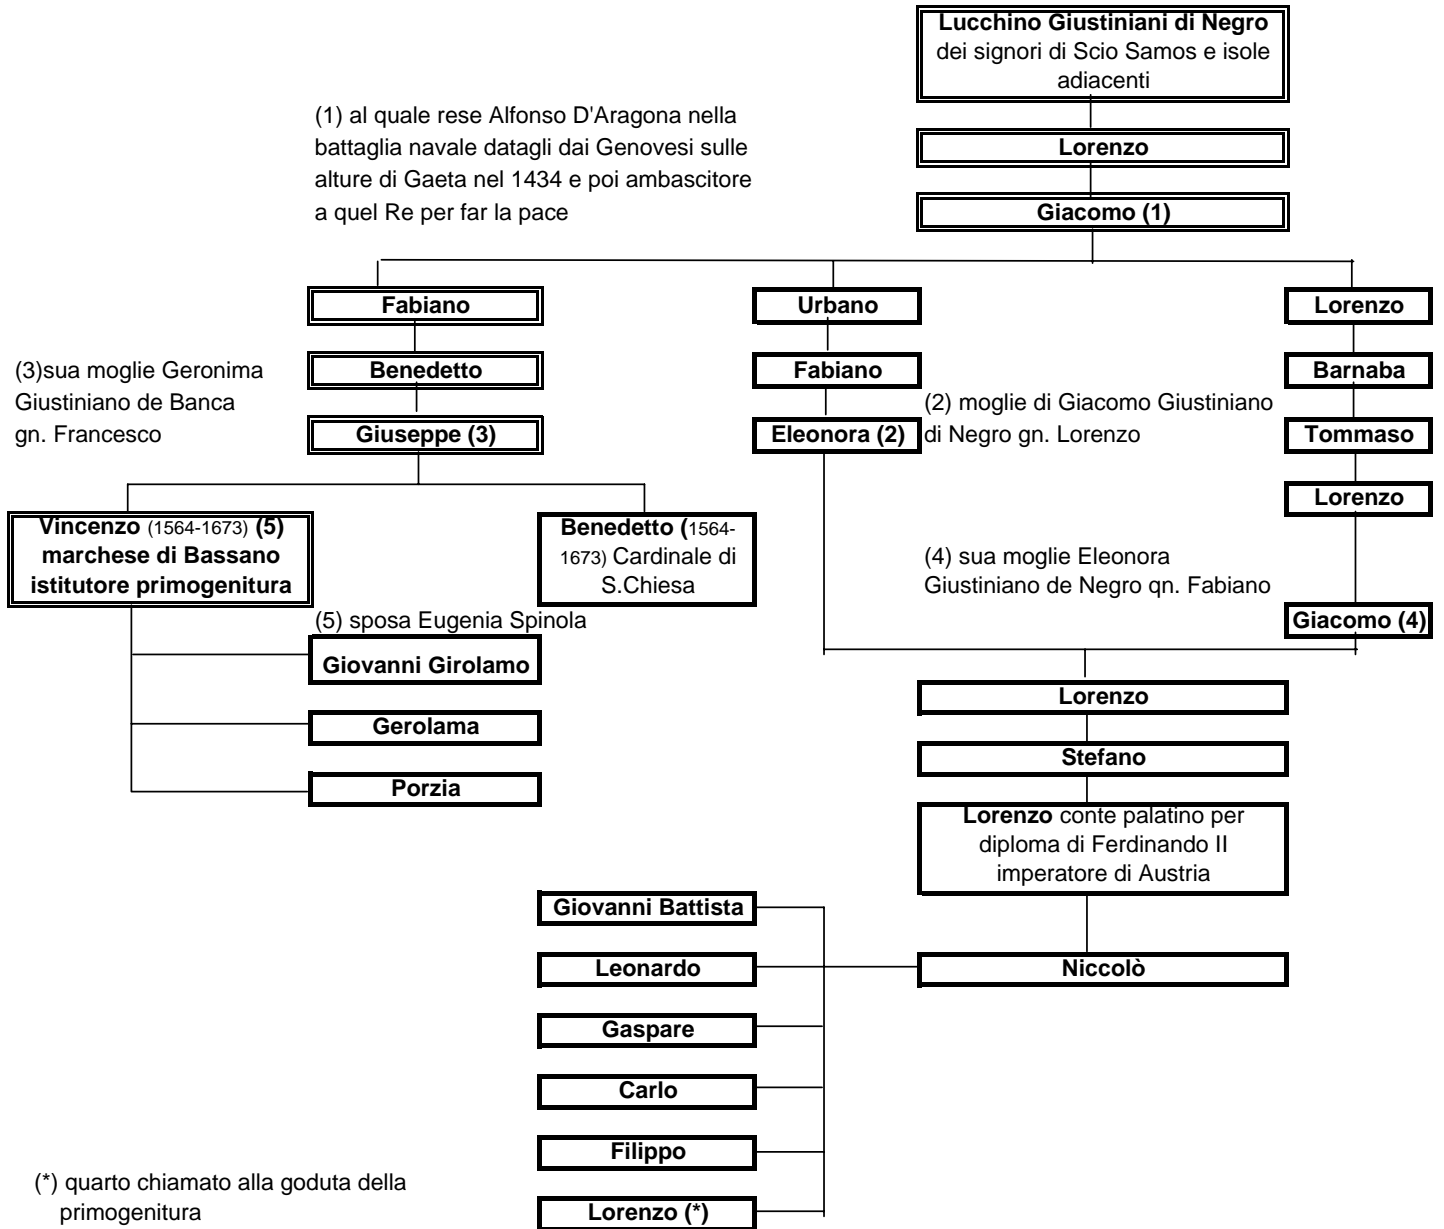 Lucchino Giustiniani di Negro
dei signori di Scio Samos e isole
adiacenti
(1) al quale rese Alfonso D'Aragona nella
battaglia navale datagli dai Genovesi sulle
alture di Gaeta nel 1434 e poi ambascitore
a quel Re per far la pace
Lorenzo
Giacomo (1)
Fabiano
Urbano
Lorenzo
(3)sua moglie Geronima
Giustiniano de Banca
gn. Francesco
Benedetto
Fabiano
Barnaba
(2) moglie di Giacomo Giustiniano
di Negro gn. Lorenzo
Giuseppe (3)
Eleonora (2)
Tommaso
Lorenzo
Vincenzo (1564-1673) (5)
marchese di Bassano
istitutore primogenitura
Benedetto (1564-
1673) Cardinale di
S.Chiesa
(4) sua moglie Eleonora
Giustiniano de Negro qn. Fabiano
(5) sposa Eugenia Spinola
Giacomo (4)
Giovanni Girolamo
Lorenzo
Gerolama
Stefano
Porzia
Lorenzo conte palatino per
diploma di Ferdinando II
imperatore di Austria
Giovanni Battista
Leonardo
Niccolò
Gaspare
Carlo
Filippo
(*) quarto chiamato alla goduta della
primogenitura
Lorenzo (*)